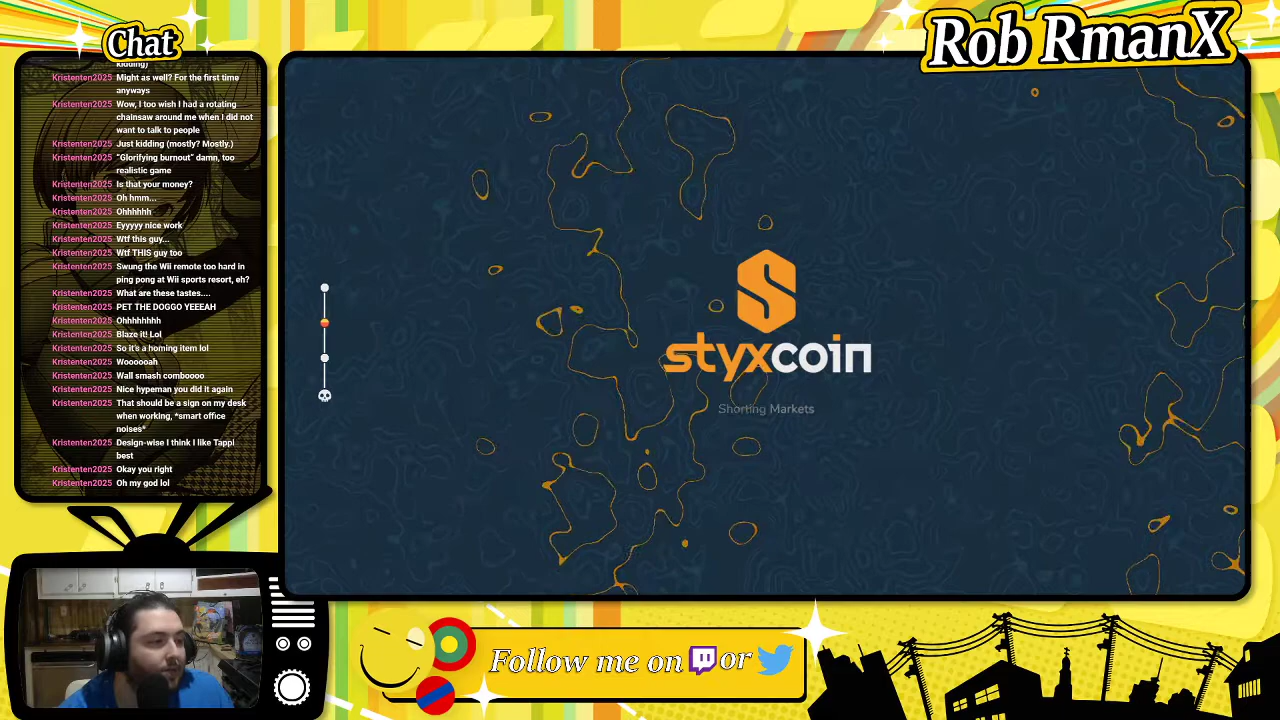 Chat
Rob RmanX
kidding)
Kristenten2025 Might as well? For the first time
anyways
Kristenten2025 Wow, I too wish I had a rotating
chainsaw around me when I did not
want to talk to people
Kristenten2025 Just kidding (mostly? Mostly.)
Kristenten2025 "Glorifying burnout" damn, too
realistic game
Kristenten2025 Is that your money?
Kristenten2025 Oh hmm...
Kristenten2025 Ohhhhhh
Kristenten2025 Eyyyyy nice work
Kristenten2025 Wtf this guy...
Kristenten2025 Wtf THIS guy too
Kristenten2025 Swung the Wii remote too hard in
ping pong at Wii sports resort, eh?
Kristenten2025 What are these tastes....
Kristenten2025 PET THE DOGGO YEEEAH
Kristenten2025 Ohhhhhhhh
Kristenten2025 Blaze it! Lol
Kristenten2025 So it's a homing item lol
Kristenten2025 Woooooah
Kristenten2025 Wall smash comboooo
Kristenten2025 Nice hypeman you did it again
Kristenten2025 That should be a sign on my desk
when working, *smart office
noises*
Kristenten2025 Design-wise I think I like Tappi
best
Kristenten2025 Okay you right
Kristenten2025 Oh my god lol
styxcoin
Shorting Markets
Follow me on or